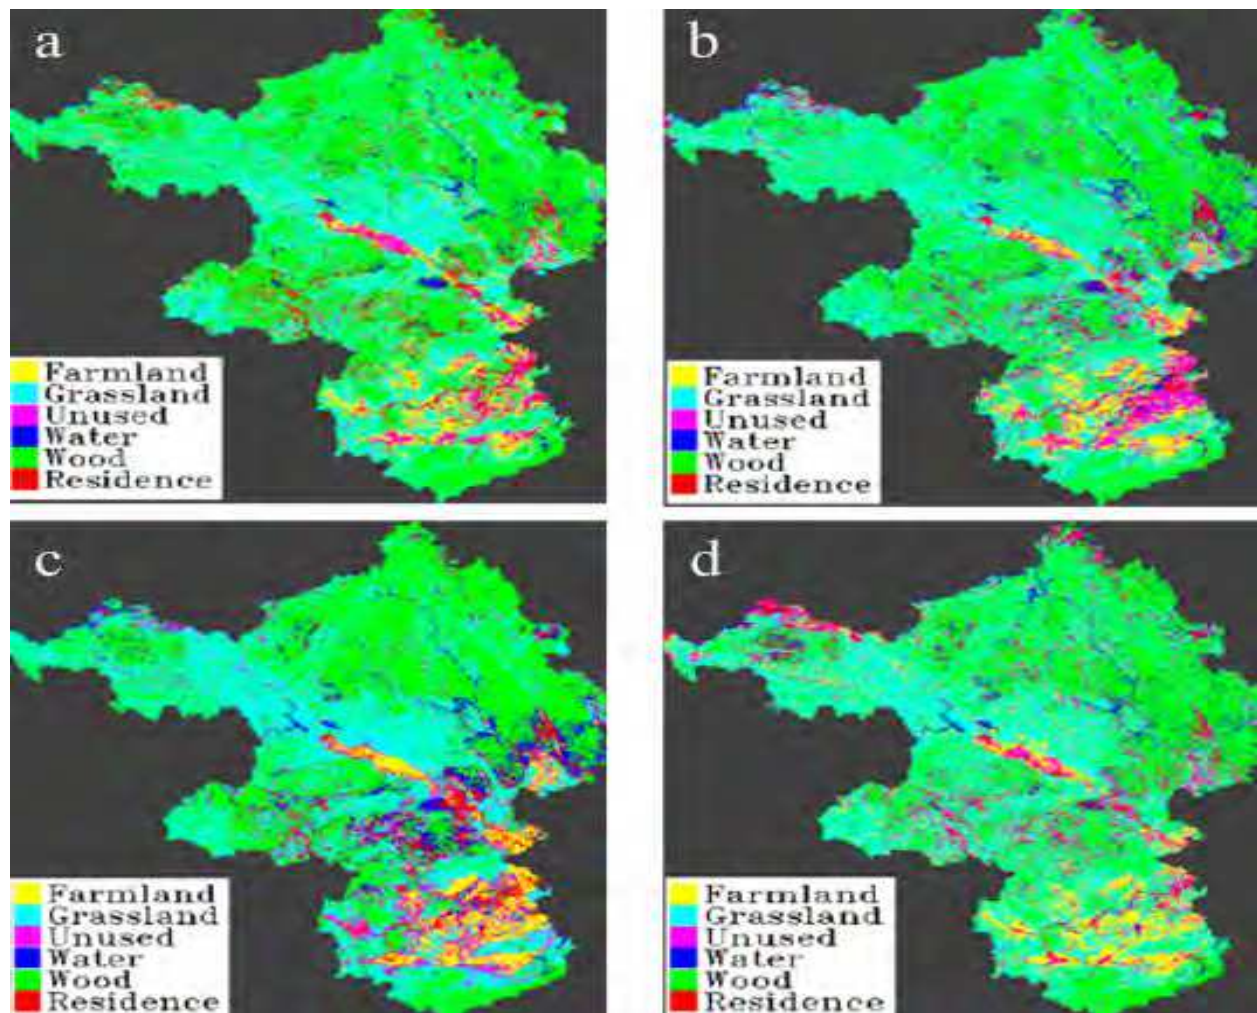 a
Farmland
Grassland
Unused
Water
Wood
Residence
b
Farmland
Grassland
Unused
Water
Wood
Residence
c
Farmland
Grassland
Unused
Water
Wood
Residence
d
Farmland
Grassland
Unused
Water
Wood
Residence